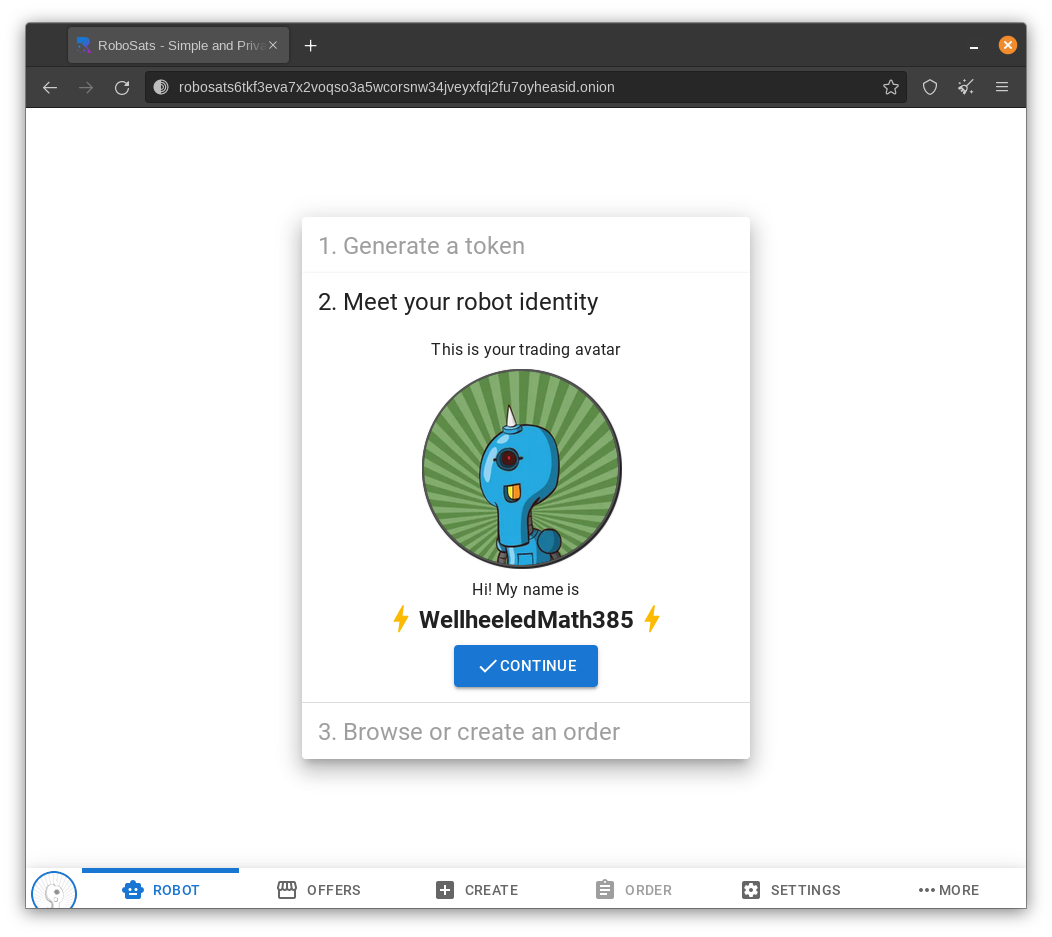 RoboSats - Simple and Priva
robosats6tkf3eva7x2voqso3a5wcorsnw34jveyxfqi2fu7oyheasid.onion
1. Generate a token
2. Meet your robot identity
This is your trading avatar
Hi! My name is
WellheeledMath385
CONTINUE
3. Browse or create an order
ROBOT OFFERS CREATE ORDER SETTINGS MORE